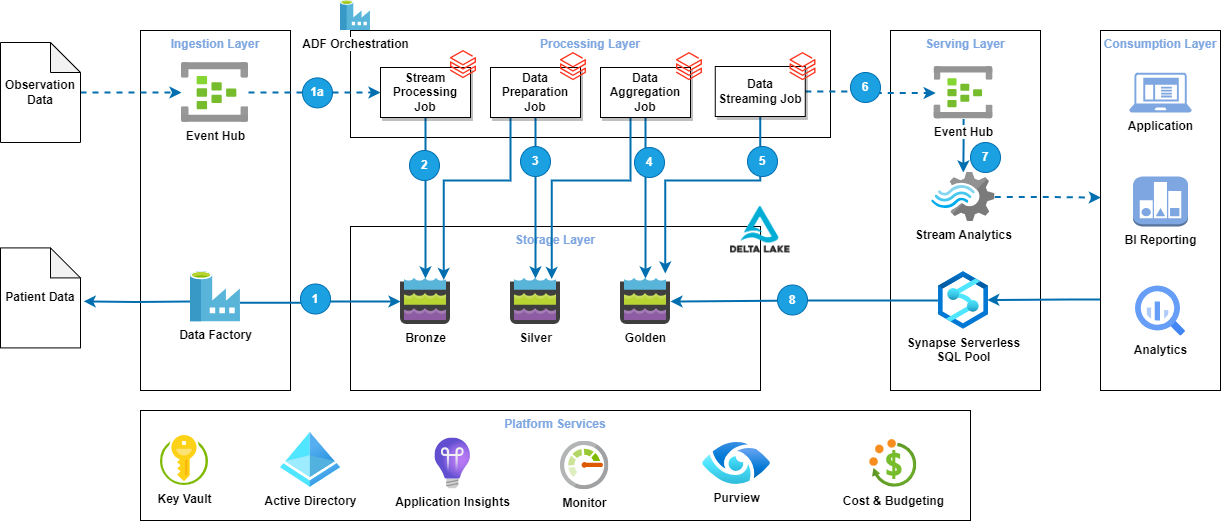 ADF Orchestration
Ingestion Layer
Processing Layer
Serving Layer
Consumption Layer
Observation
Data
Event Hub
1a
Stream
Processing
Job
Data
Preparation
Job
Data
Aggregation
Job
Data
Streaming Job
6
Event Hub
Application
2
3
4
5
7
Storage Layer
DELTA LAKE
Stream Analytics
BI Reporting
Patient Data
Data Factory
1
Bronze
Silver
Golden
8
Synapse Serverless
SQL Pool
Analytics
Platform Services
Key Vault
Active Directory
Application Insights
Monitor
Purview
Cost & Budgeting